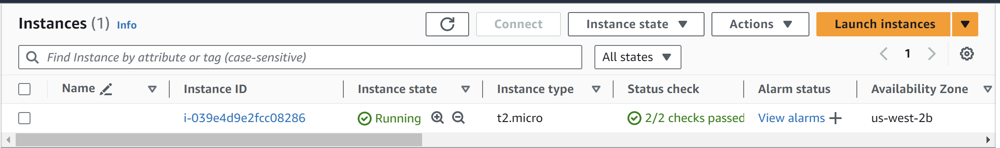 Instances (1) Info Connect Instance state Actions Launch instances
Find Instance by attribute or tag (case-sensitive) All states 1
Name Instance ID Instance state Instance type Status check Alarm status Availability Zone
i-039e4d9e2fcc08286 Running t2.micro 2/2 checks passed View alarms us-west-2b